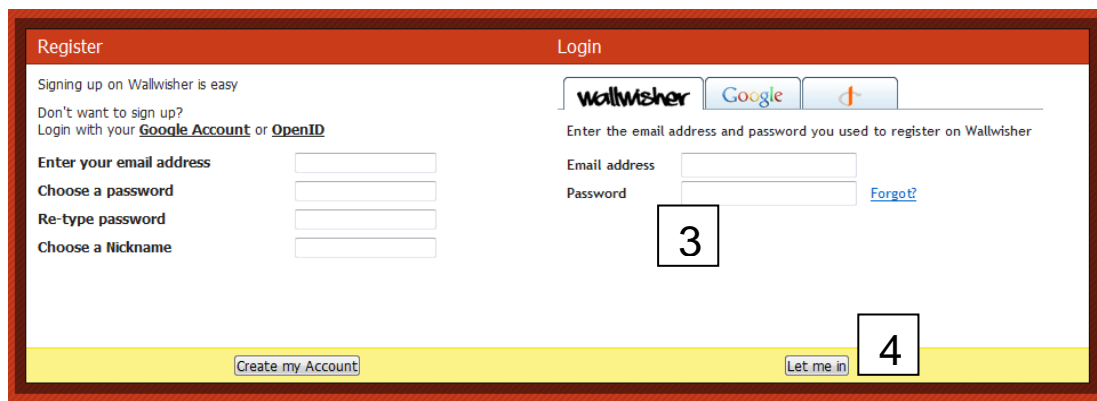 Register
Signing up on Wallwisher is easy
Don't want to sign up?
Login with your Google Account or OpenID
Enter your email address
Choose a password
Re-type password
Choose a Nickname
Create my Account
Login
wallwisher Google
Enter the email address and password you used to register on Wallwisher
Email address
Password Forgot?
3
Let me in
4